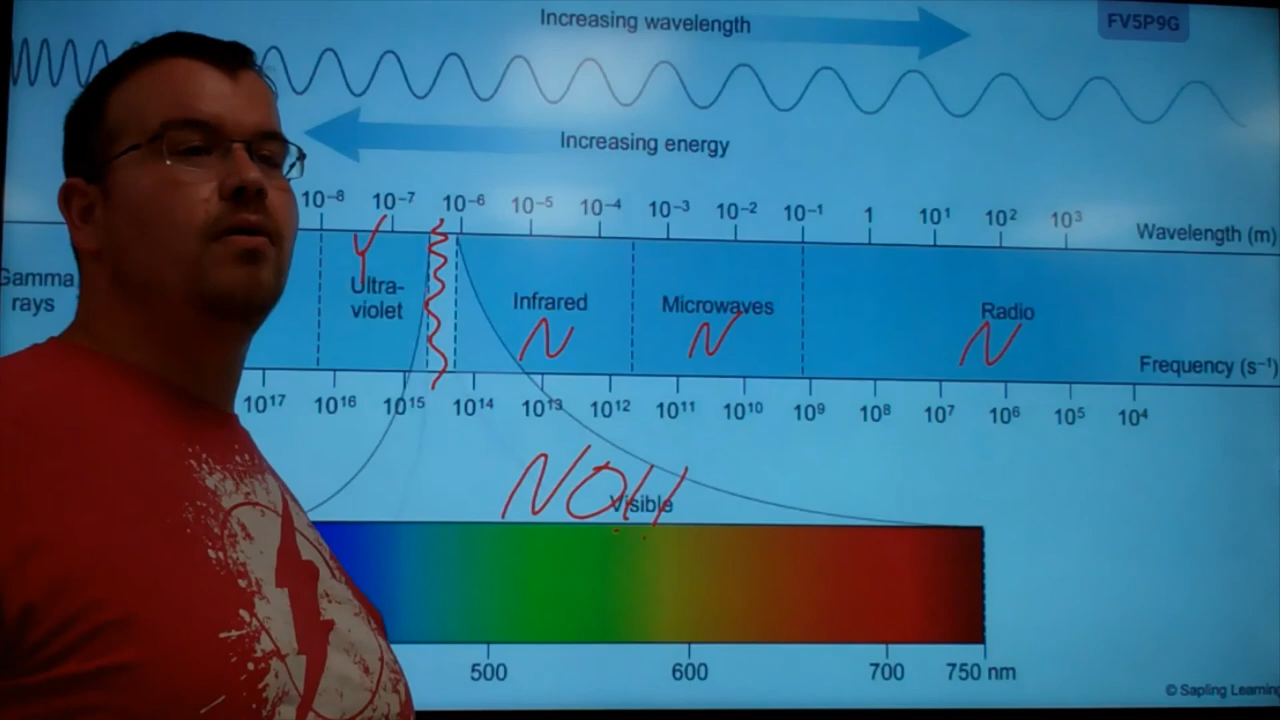 Increasing wavelength
FV5P9G
Increasing energy
10⁻⁸ 10⁻⁷ 10⁻⁶ 10⁻⁵ 10⁻⁴ 10⁻³ 10⁻² 10⁻¹ 1 10¹ 10² 10³
Wavelength (m)
Gamma rays
Y
Ultra-
violet
Infrared
Microwaves
Radio
N N N
Frequency (s⁻¹)
10¹⁷ 10¹⁶ 10¹⁵ 10¹⁴ 10¹³ 10¹² 10¹¹ 10¹⁰ 10⁹ 10⁸ 10⁷ 10⁶ 10⁵ 10⁴
Visible
500 600 700 750 nm
© Sapling Learning